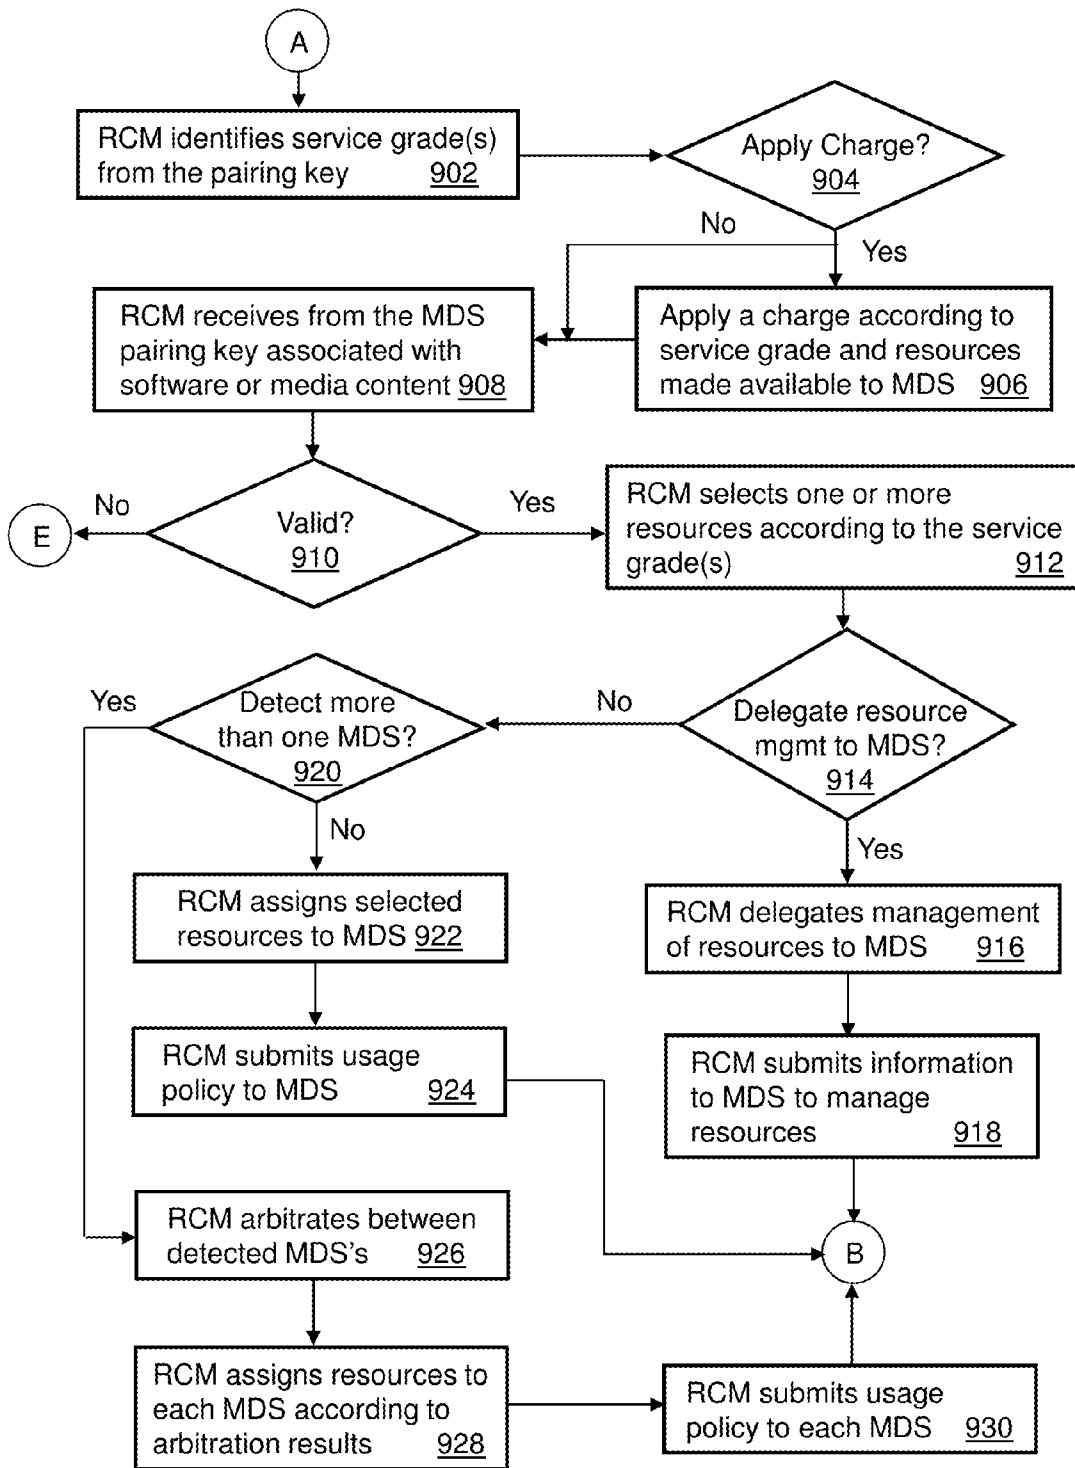 A
RCM identifies service grade(s)
from the pairing key 902
Apply Charge?
904
No
Yes
RCM receives from the MDS
pairing key associated with
software or media content 908
Apply a charge according to
service grade and resources
made available to MDS 906
E
No
Valid?
910
Yes
RCM selects one or more
resources according to the service
grade(s) 912
Yes
Detect more
than one MDS?
920
No
Delegate resource
mgmt to MDS?
914
No
Yes
RCM assigns selected
resources to MDS 922
RCM delegates management
of resources to MDS 916
RCM submits usage
policy to MDS 924
RCM submits information
to MDS to manage
resources 918
RCM arbitrates between
detected MDS's 926
B
RCM assigns resources to
each MDS according to
arbitration results 928
RCM submits usage
policy to each MDS 930